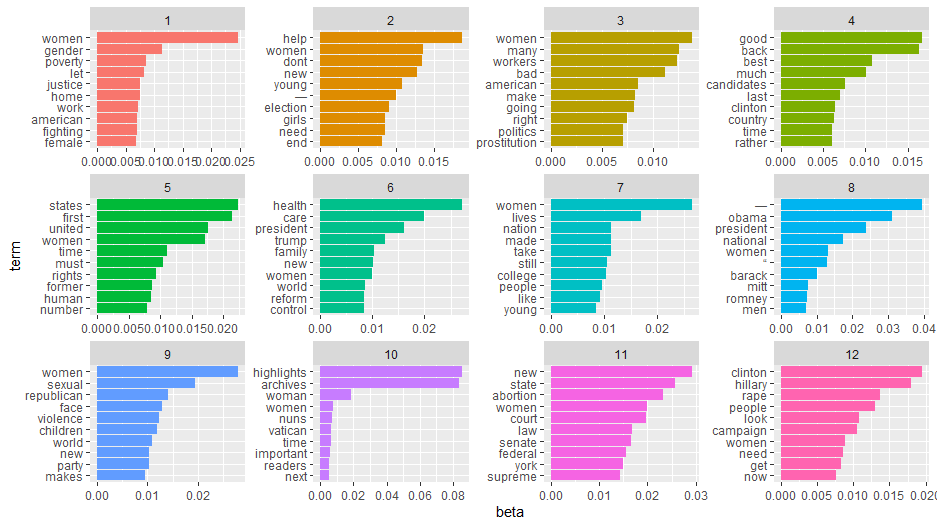 1
women
gender
poverty
let
justice
home
work
american
fighting
female
0.000 0.005 0.010 0.015 0.020 0.025
2
help
women
dont
new
young
—
election
girls
need
end
0.000 0.005 0.010 0.015
3
women
many
workers
bad
american
make
going
right
politics
prostitution
0.000 0.005 0.010
4
good
back
best
much
candidates
last
clinton
country
time
rather
0.000 0.005 0.010 0.015
5
states
first
united
women
time
must
rights
former
human
number
0.000 0.005 0.010 0.015 0.020
6
health
care
president
trump
family
new
women
world
reform
control
0.00 0.01 0.02
7
women
lives
nation
made
take
still
college
people
like
young
0.00 0.01 0.02
8
—
obama
president
national
women
“
barack
mitt
romney
men
0.00 0.01 0.02 0.03 0.04
9
women
sexual
republican
face
violence
children
world
new
party
makes
0.00 0.01 0.02
10
highlights
archives
woman
women
nuns
vatican
time
important
readers
next
0.00 0.02 0.04 0.06 0.08
11
new
state
abortion
women
court
law
senate
federal
york
supreme
0.00 0.01 0.02 0.03
12
clinton
hillary
rape
people
look
campaign
women
need
get
now
0.000 0.005 0.010 0.015 0.020
term
beta